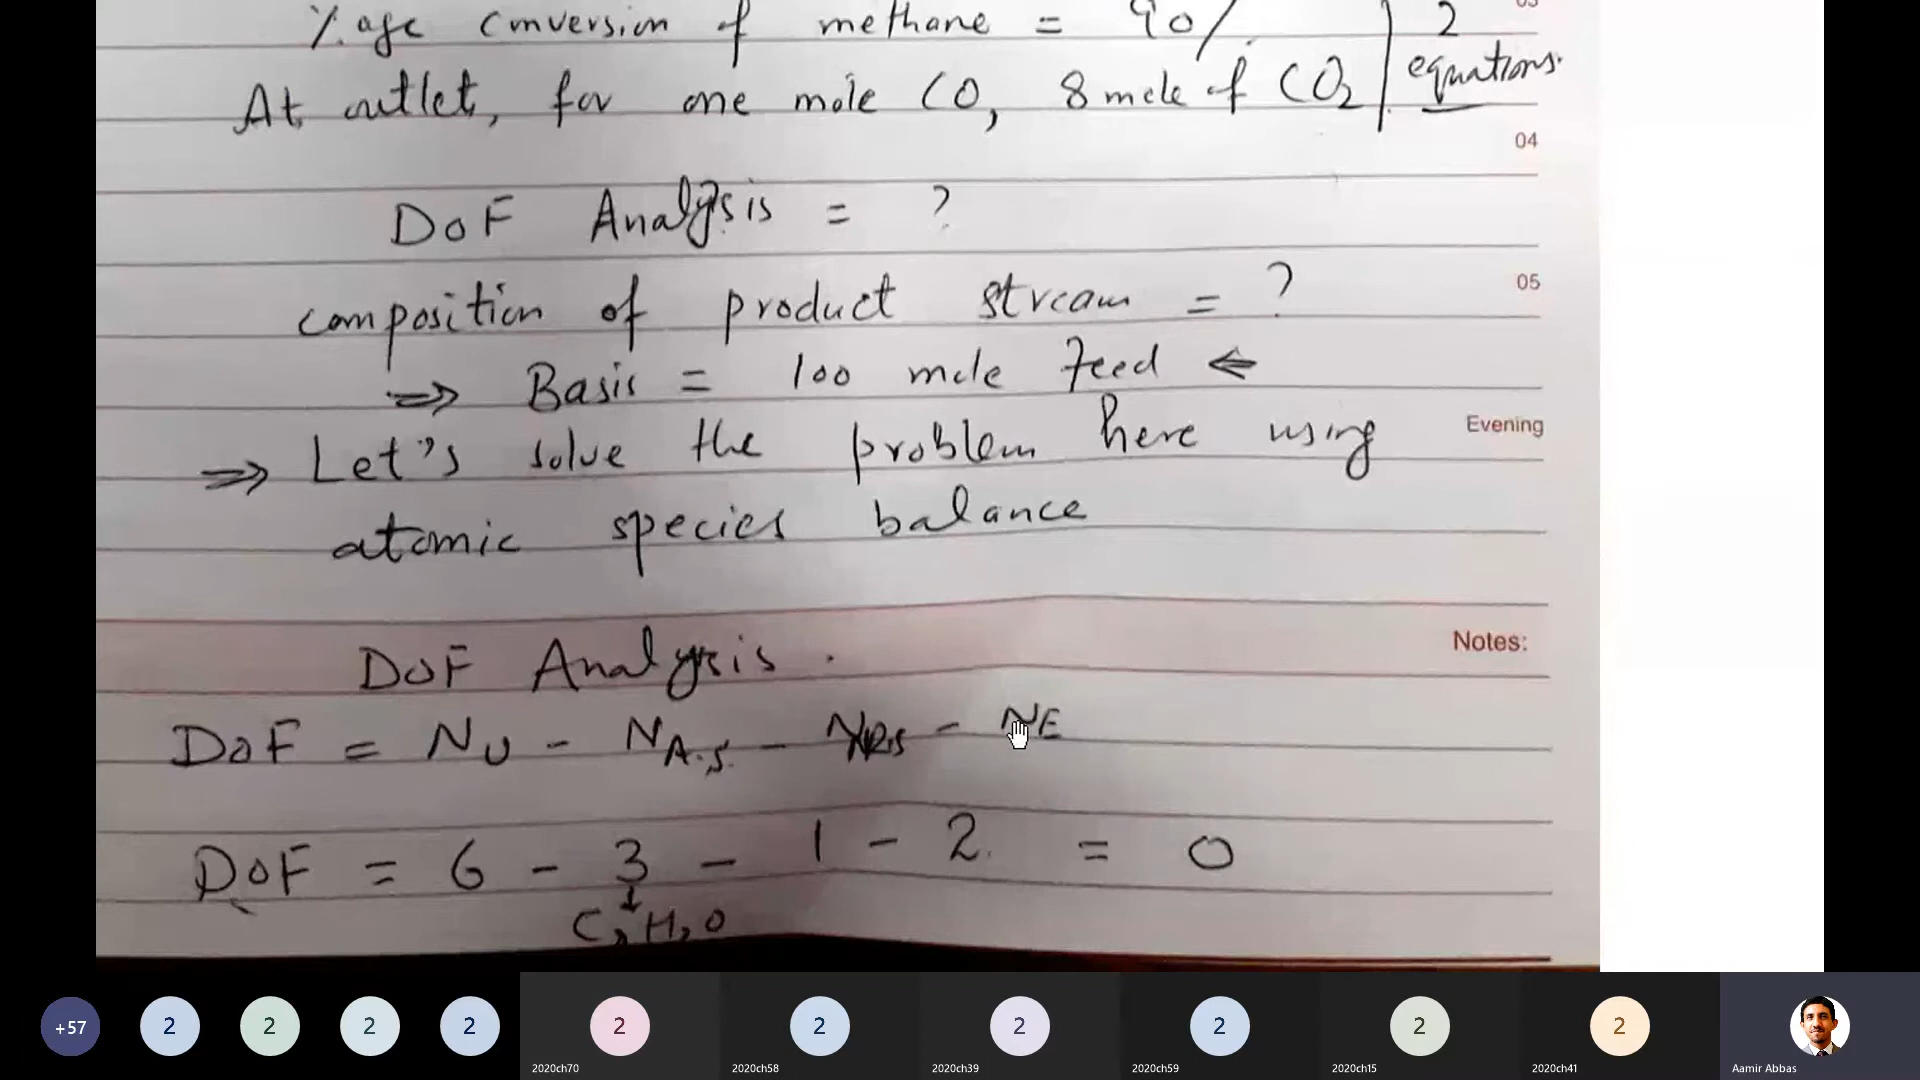 %age conversion of methane = 90% 2
At outlet, for one mole CO, 8 mole of CO2 equations.
03
04
DoF Analysis = ?
composition of product stream = ?
05
⇒ Basis = 100 mole feed ⇐
⇒ Let's solve the problem here using
Evening
atomic species balance
Notes:
DoF Analysis.
DoF = NU - NA.S. - NRS - NE
DoF = 6 - 3 - 1 - 2 = 0
↓
C, H, O
+57 2 2 2 2 2 2 2 2 2 2
2020ch70 2020ch58 2020ch39 2020ch59 2020ch15 2020ch41 Aamir Abbas